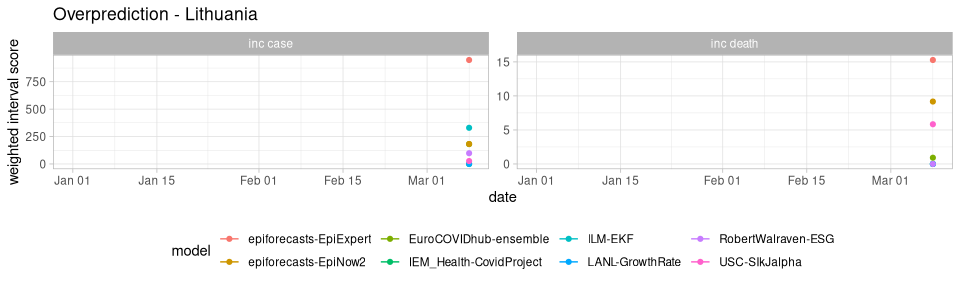 Overprediction - Lithuania
inc case
inc death
weighted interval score
750
500
250
0
15
10
5
0
Jan 01
Jan 15
Feb 01
Feb 15
Mar 01
Jan 01
Jan 15
Feb 01
Feb 15
Mar 01
date
model
epiforecasts-EpiExpert
EuroCOVIDhub-ensemble
ILM-EKF
RobertWalraven-ESG
epiforecasts-EpiNow2
IEM_Health-CovidProject
LANL-GrowthRate
USC-SIkJalpha